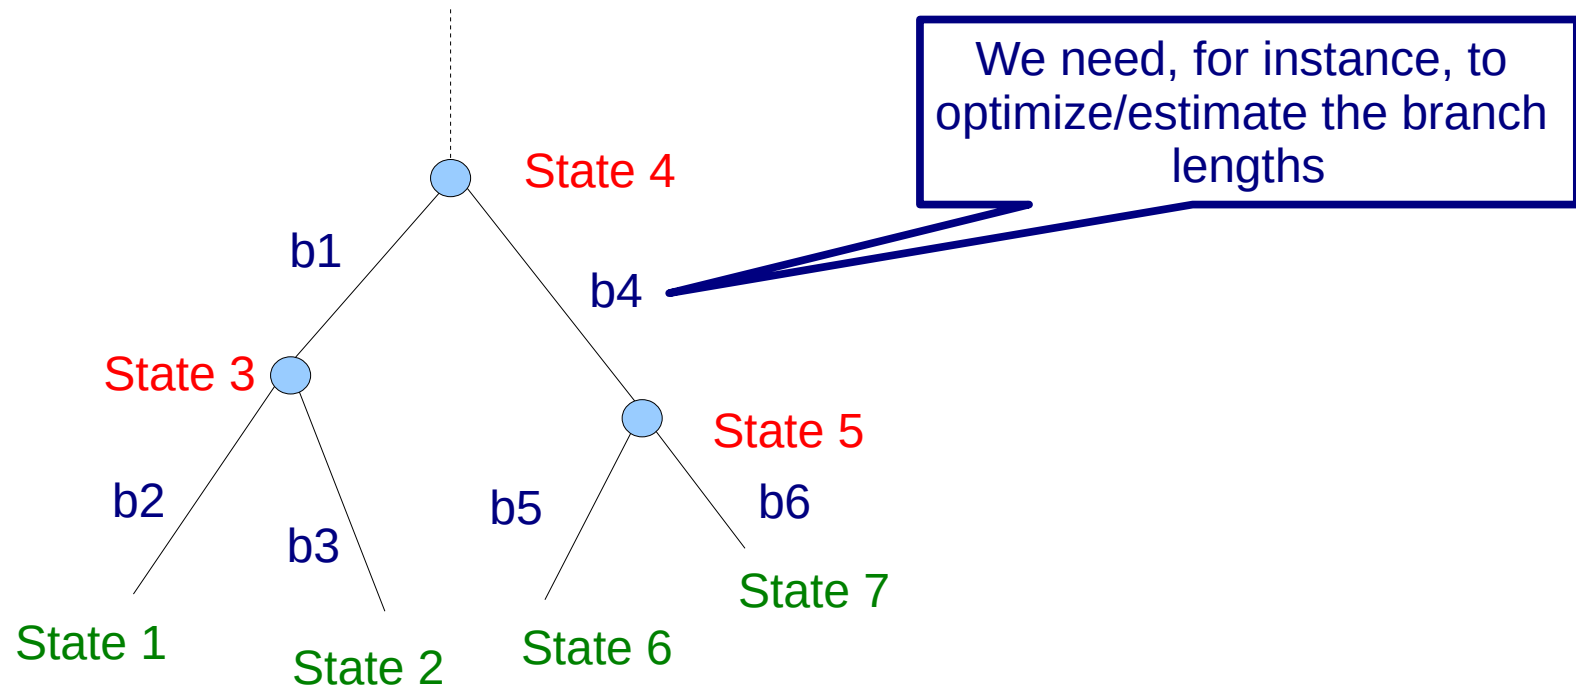 We need, for instance, to
optimize/estimate the branch
lengths
State 4
b1
b4
State 3
State 5
b2
b3
b5
b6
State 7
State 1
State 2
State 6